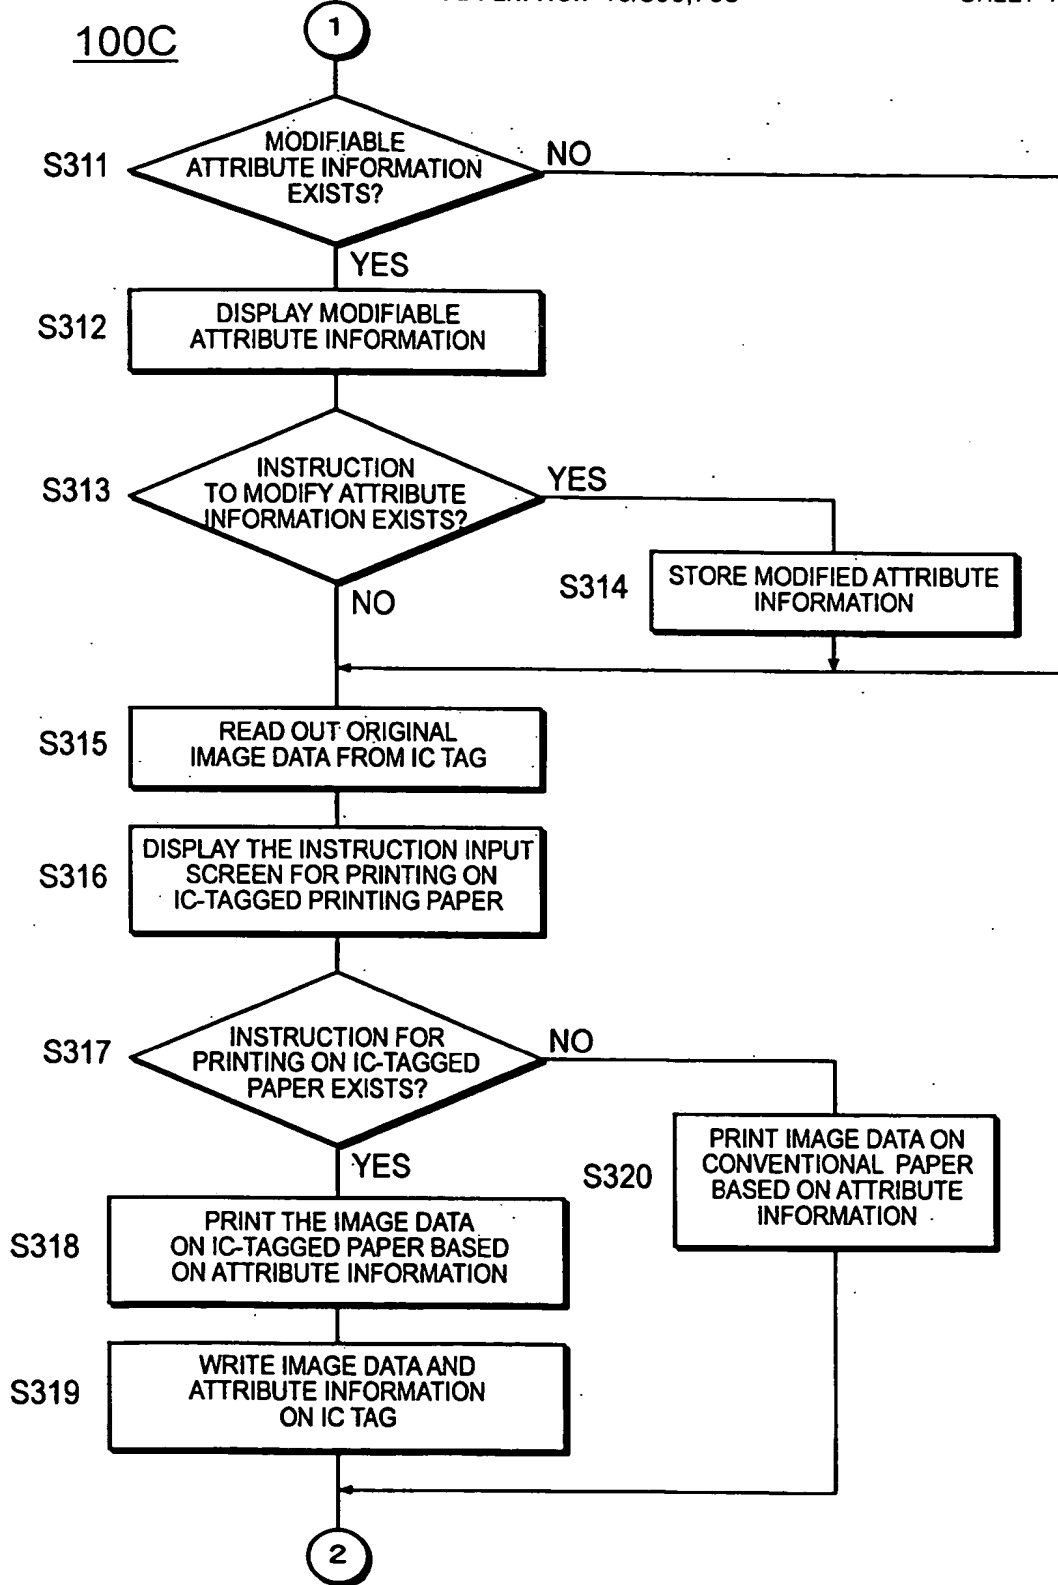 100C
1
S311
MODIFIABLE
ATTRIBUTE INFORMATION
EXISTS?
NO
YES
S312
DISPLAY MODIFIABLE
ATTRIBUTE INFORMATION
S313
INSTRUCTION
TO MODIFY ATTRIBUTE
INFORMATION EXISTS?
YES
NO
S314
STORE MODIFIED ATTRIBUTE
INFORMATION
S315
READ OUT ORIGINAL
IMAGE DATA FROM IC TAG
S316
DISPLAY THE INSTRUCTION INPUT
SCREEN FOR PRINTING ON
IC-TAGGED PRINTING PAPER
S317
INSTRUCTION FOR
PRINTING ON IC-TAGGED
PAPER EXISTS?
NO
YES
S320
PRINT IMAGE DATA ON
CONVENTIONAL PAPER
BASED ON ATTRIBUTE
INFORMATION
S318
PRINT THE IMAGE DATA
ON IC-TAGGED PAPER BASED
ON ATTRIBUTE INFORMATION
S319
WRITE IMAGE DATA AND
ATTRIBUTE INFORMATION
ON IC TAG
2